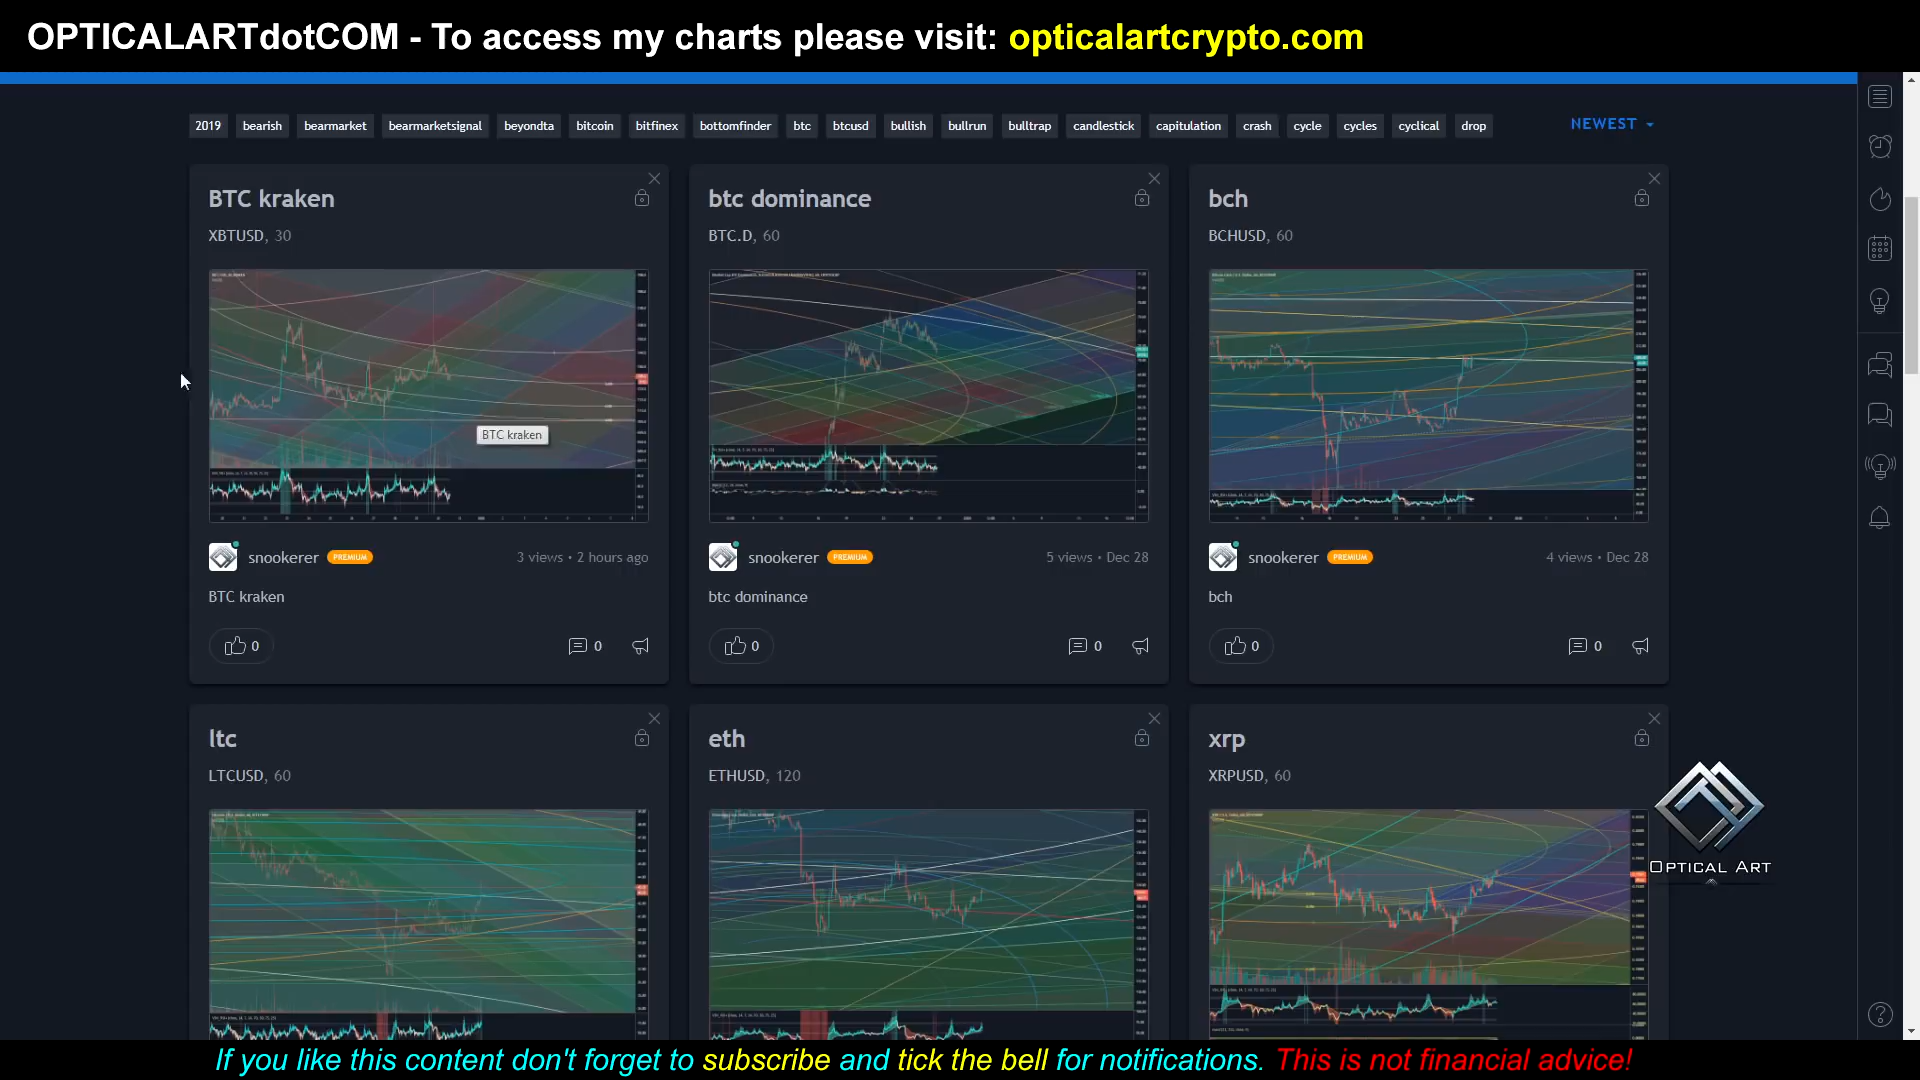 OPTICALARTdotCOM - To access my charts please visit: opticalartcrypto.com
2019 bearish bearmarket bearmarketsignal beyondta bitcoin bitfinex bottomfinder btc btcusd bullish bullrun bulltrap candlestick capitulation crash cycle cycles cyclical drop NEWEST
BTC kraken
XBTUSD, 30
BTC kraken
snookerer PREMIUM 3 views • 2 hours ago
BTC kraken
0 0
btc dominance
BTC.D, 60
snookerer PREMIUM 5 views • Dec 28
btc dominance
0 0
bch
BCHUSD, 60
snookerer PREMIUM 4 views • Dec 28
bch
0 0
ltc
LTCUSD, 60
eth
ETHUSD, 120
xrp
XRPUSD, 60
OPTICAL ART
If you like this content don't forget to subscribe and tick the bell for notifications. This is not financial advice!